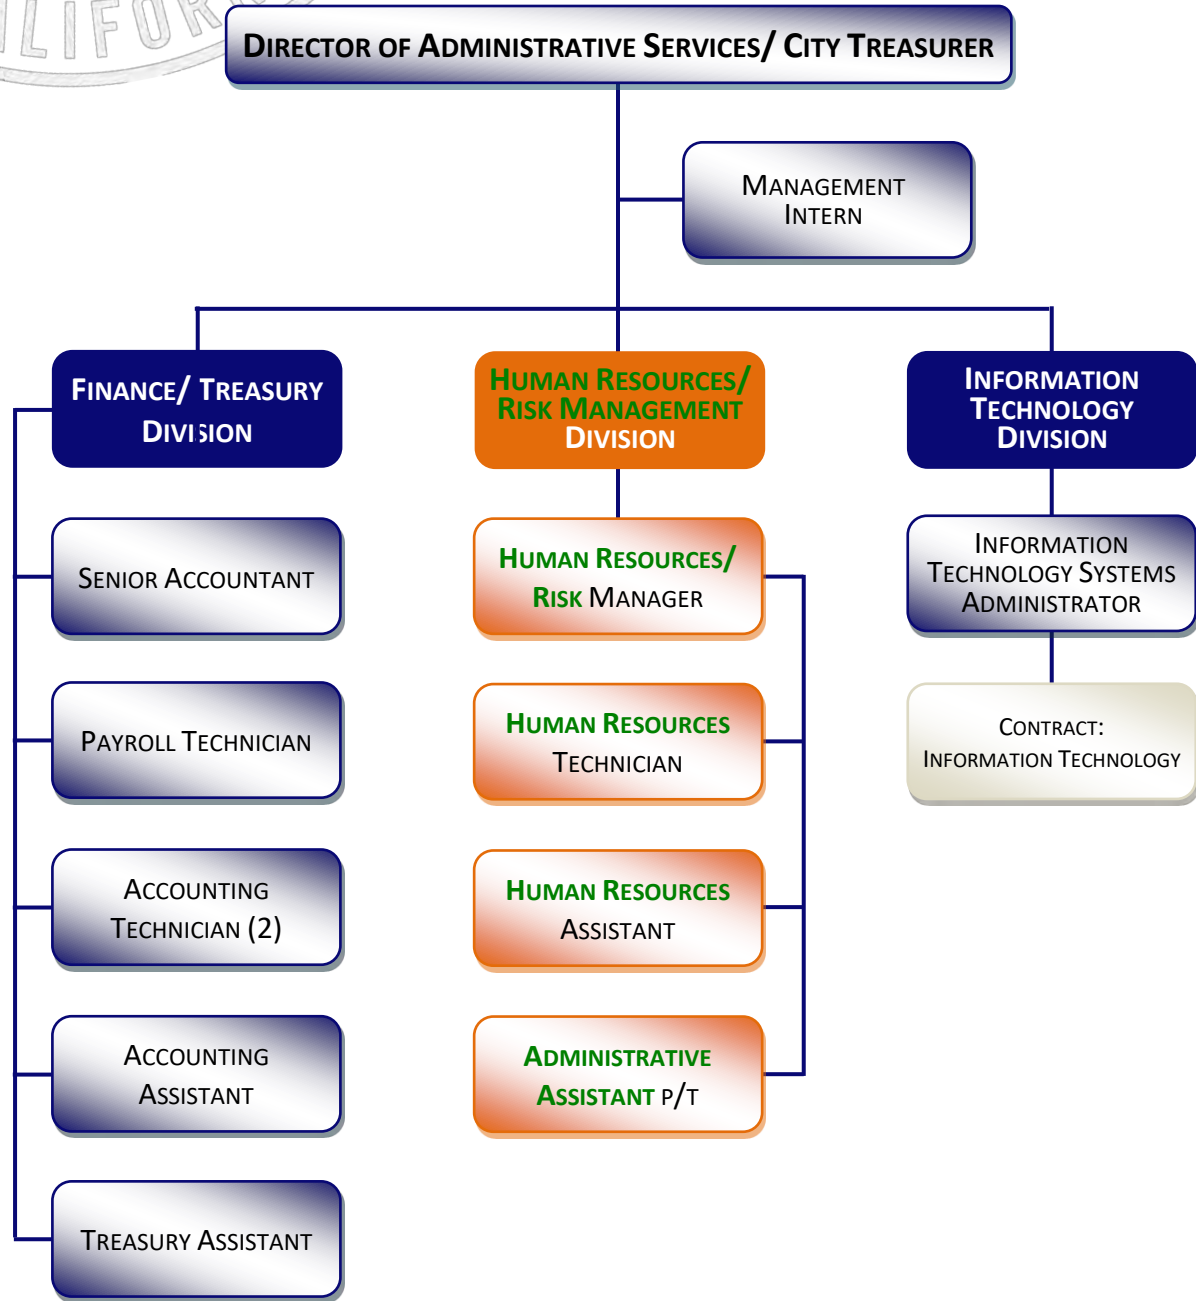 LIFOR
DIRECTOR OF ADMINISTRATIVE SERVICES/ CITY TREASURER
MANAGEMENT
INTERN
FINANCE/ TREASURY
DIVISION
SENIOR ACCOUNTANT
PAYROLL TECHNICIAN
ACCOUNTING
TECHNICIAN (2)
ACCOUNTING
ASSISTANT
TREASURY ASSISTANT
HUMAN RESOURCES/
RISK MANAGEMENT
DIVISION
HUMAN RESOURCES/
RISK MANAGER
HUMAN RESOURCES
TECHNICIAN
HUMAN RESOURCES
ASSISTANT
ADMINISTRATIVE
ASSISTANT P/T
INFORMATION
TECHNOLOGY
DIVISION
INFORMATION
TECHNOLOGY SYSTEMS
ADMINISTRATOR
CONTRACT:
INFORMATION TECHNOLOGY